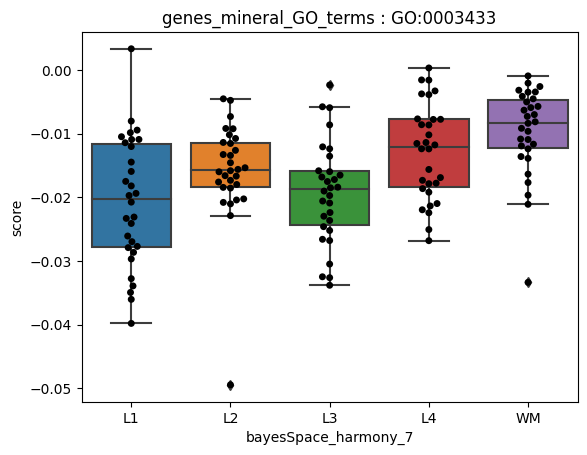 genes_mineral_GO_terms : GO:0003433
0.00
−0.01
−0.02
−0.03
−0.04
−0.05
score
L1 L2 L3 L4 WM
bayesSpace_harmony_7